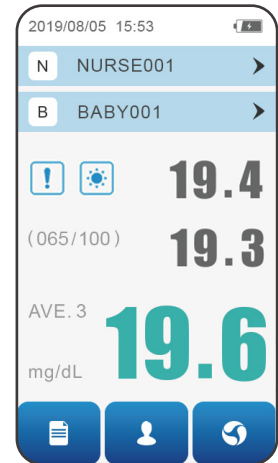 2019/08/05 15:53
N NURSE001
B BABY001
! 19.4
(065/100) 19.3
AVE.3 19.6
mg/dL